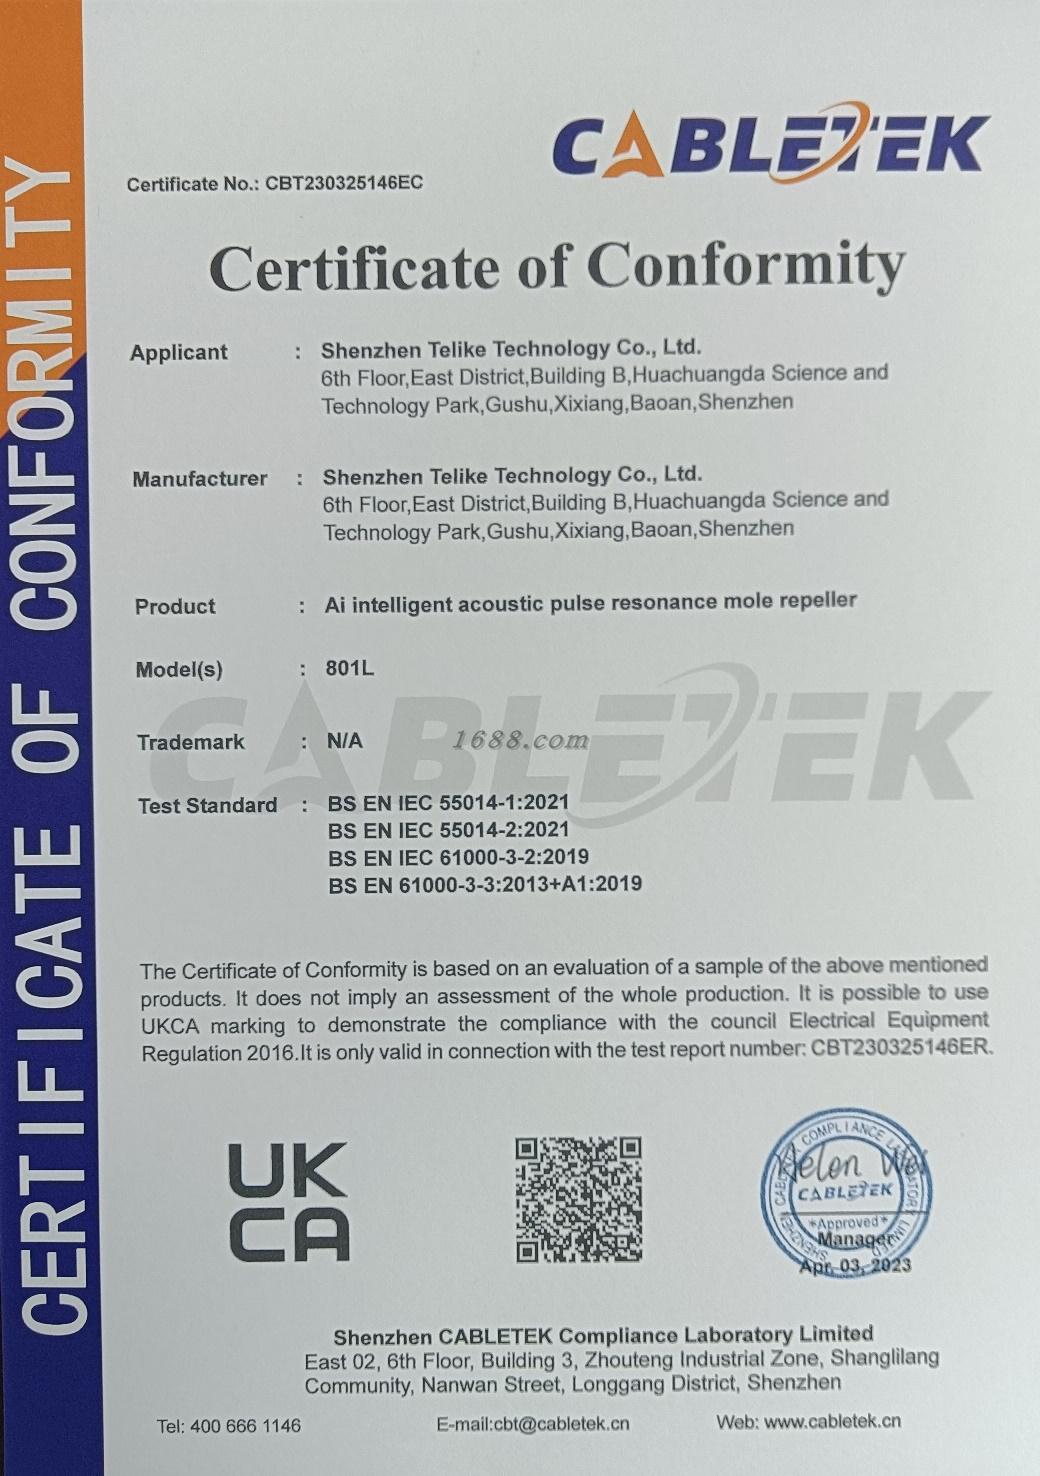 CERTIFICATE OF CONFORMITY
CABLETEK
Certificate No.: CBT230325146EC
Certificate of Conformity
Applicant : Shenzhen Telike Technology Co., Ltd.
6th Floor,East District,Building B,Huachuangda Science and
Technology Park,Gushu,Xixiang,Baoan,Shenzhen
Manufacturer : Shenzhen Telike Technology Co., Ltd.
6th Floor,East District,Building B,Huachuangda Science and
Technology Park,Gushu,Xixiang,Baoan,Shenzhen
Product : Ai intelligent acoustic pulse resonance mole repeller
Model(s) : 801L
CABLETEK
Trademark : N/A
1688.com
Test Standard : BS EN IEC 55014-1:2021
BS EN IEC 55014-2:2021
BS EN IEC 61000-3-2:2019
BS EN 61000-3-3:2013+A1:2019
The Certificate of Conformity is based on an evaluation of a sample of the above mentioned
products. It does not imply an assessment of the whole production. It is possible to use
UKCA marking to demonstrate the compliance with the council Electrical Equipment
Regulation 2016.It is only valid in connection with the test report number: CBT230325146ER.
UK
CA
SHENZHEN CABLETEK COMPLIANCE LABORATORY LIMITED
Helen
CABLETEK
*Approved*
Manager
Apr. 03, 2023
Shenzhen CABLETEK Compliance Laboratory Limited
East 02, 6th Floor, Building 3, Zhouteng Industrial Zone, Shanglilang
Community, Nanwan Street, Longgang District, Shenzhen
Tel: 400 666 1146 E-mail:cbt@cabletek.cn Web: www.cabletek.cn